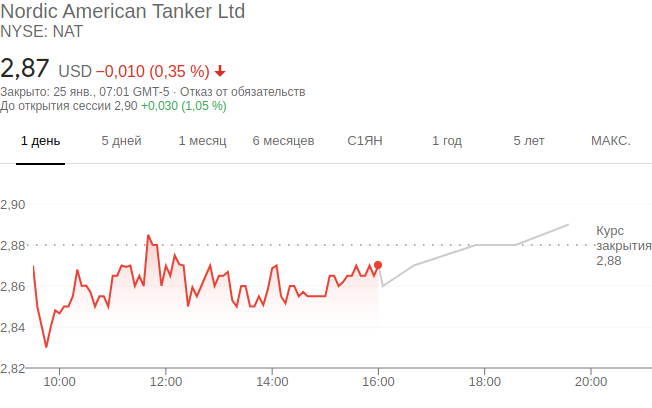 Nordic American Tanker Ltd
NYSE: NAT
2,87 USD −0,010 (0,35 %)
Закрыто: 25 янв., 07:01 GMT-5 · Отказ от обязательств
До открытия сессии 2,90 +0,030 (1,05 %)
1 день 5 дней 1 месяц 6 месяцев С1ЯН 1 год 5 лет МАКС.
2,90
Курс
2,88 закрытия
2,88
2,86
2,84
2,82
10:00 12:00 14:00 16:00 18:00 20:00